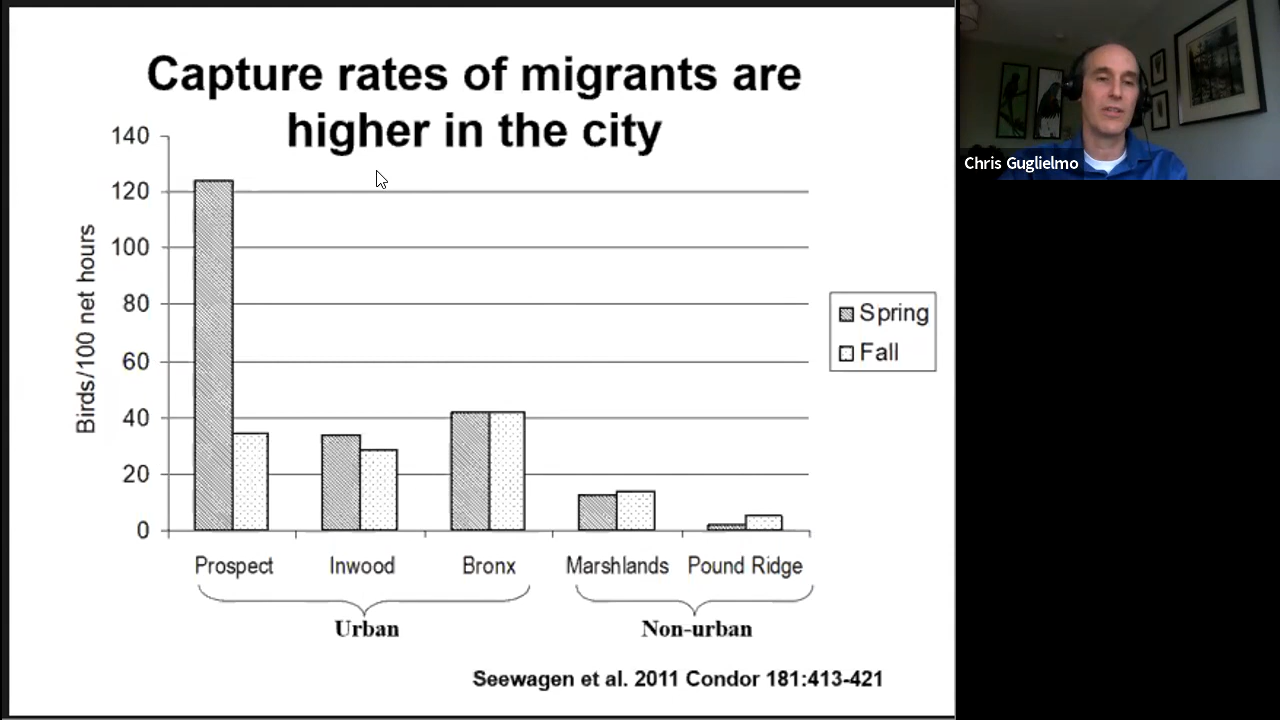 Capture rates of migrants are
higher in the city
140
120
100
80
60
40
20
0
Birds/100 net hours
Spring
Fall
Prospect
Inwood
Bronx
Marshlands
Pound Ridge
Urban
Non-urban
Seewagen et al. 2011 Condor 181:413-421
Chris Guglielmo